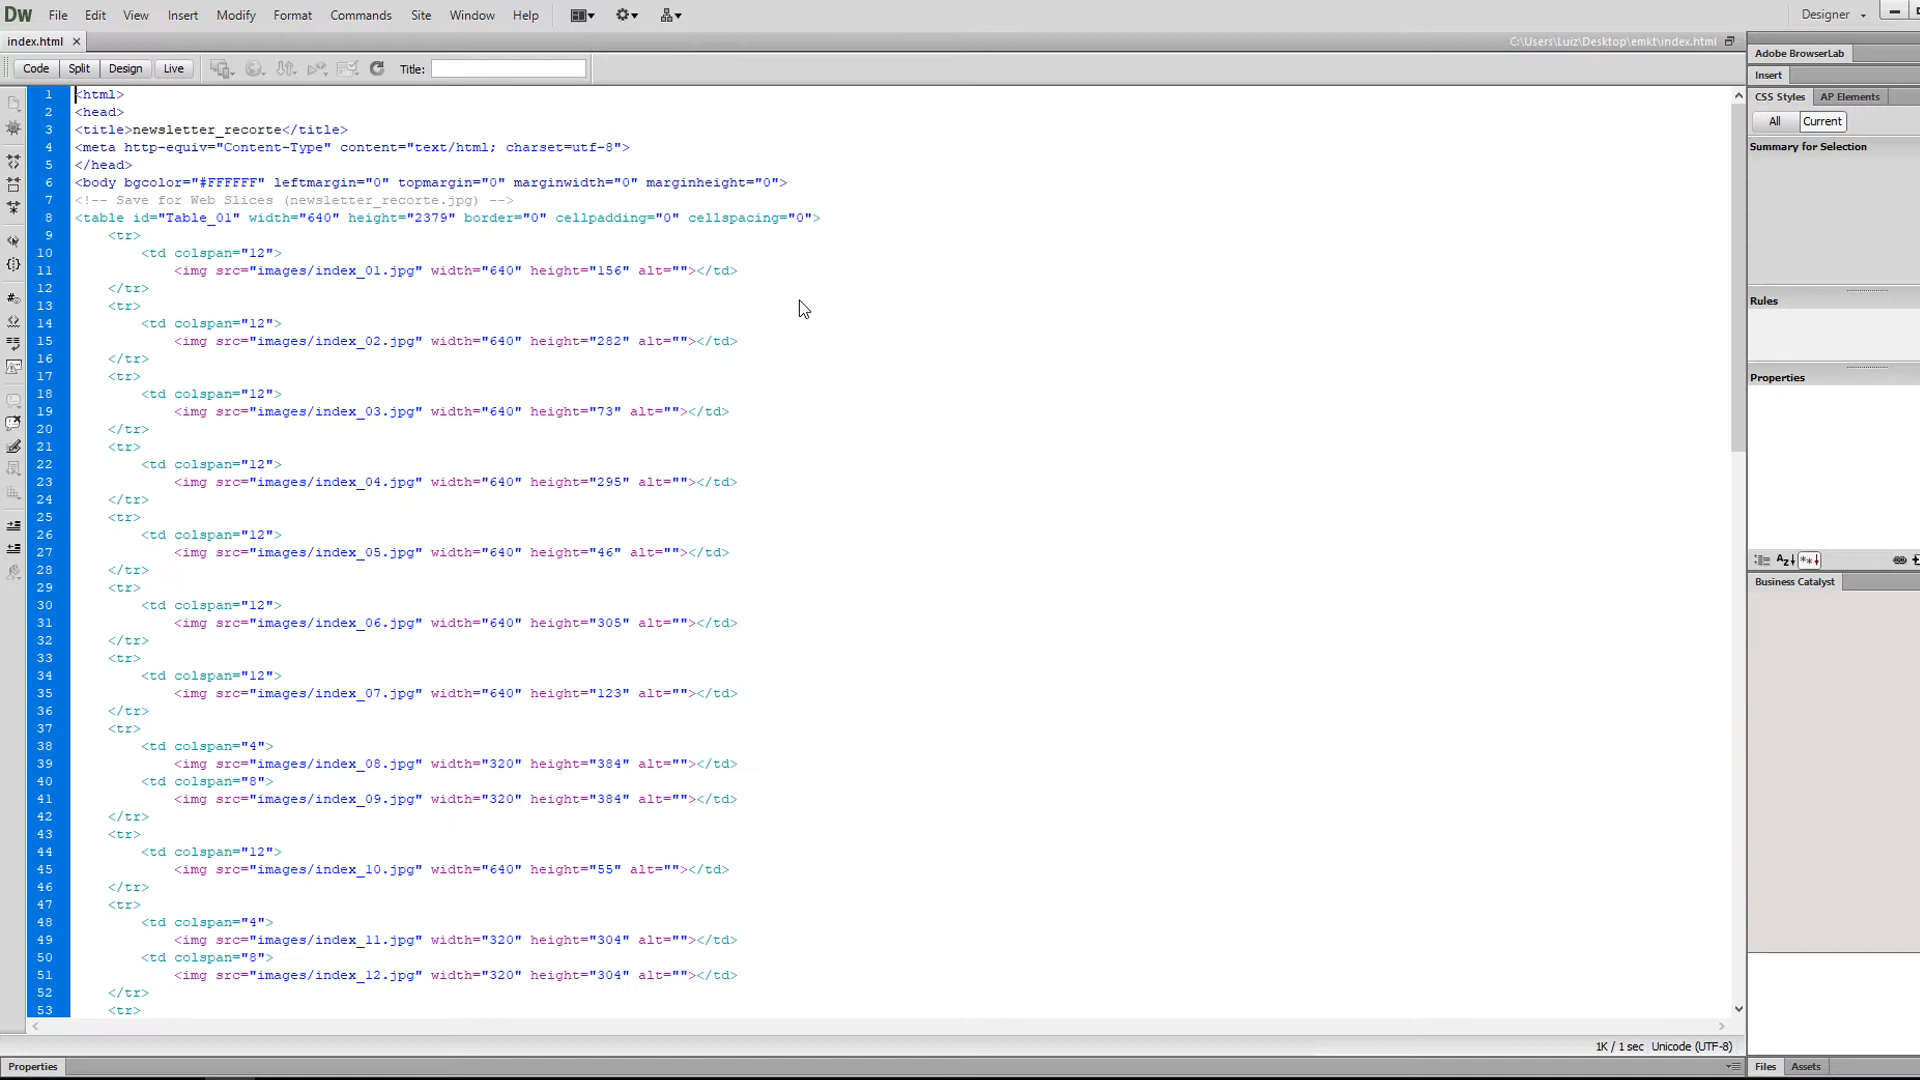 Dw File Edit View Insert Modify Format Commands Site Window Help Designer
index.html C:\Users\Luiz\Desktop\emkt\index.html
Code Split Design Live Title:
1 <html>
2 <head>
3 <title>newsletter_recorte</title>
4 <meta http-equiv="Content-Type" content="text/html; charset=utf-8">
5 </head>
6 <body bgcolor="#FFFFFF" leftmargin="0" topmargin="0" marginwidth="0" marginheight="0">
7 <!-- Save for Web Slices (newsletter_recorte.jpg) -->
8 <table id="Table_01" width="640" height="2379" border="0" cellpadding="0" cellspacing="0">
9 <tr>
10 <td colspan="12">
11 <img src="images/index_01.jpg" width="640" height="156" alt=""></td>
12 </tr>
13 <tr>
14 <td colspan="12">
15 <img src="images/index_02.jpg" width="640" height="282" alt=""></td>
16 </tr>
17 <tr>
18 <td colspan="12">
19 <img src="images/index_03.jpg" width="640" height="73" alt=""></td>
20 </tr>
21 <tr>
22 <td colspan="12">
23 <img src="images/index_04.jpg" width="640" height="295" alt=""></td>
24 </tr>
25 <tr>
26 <td colspan="12">
27 <img src="images/index_05.jpg" width="640" height="46" alt=""></td>
28 </tr>
29 <tr>
30 <td colspan="12">
31 <img src="images/index_06.jpg" width="640" height="305" alt=""></td>
32 </tr>
33 <tr>
34 <td colspan="12">
35 <img src="images/index_07.jpg" width="640" height="123" alt=""></td>
36 </tr>
37 <tr>
38 <td colspan="4">
39 <img src="images/index_08.jpg" width="320" height="384" alt=""></td>
40 <td colspan="8">
41 <img src="images/index_09.jpg" width="320" height="384" alt=""></td>
42 </tr>
43 <tr>
44 <td colspan="12">
45 <img src="images/index_10.jpg" width="640" height="55" alt=""></td>
46 </tr>
47 <tr>
48 <td colspan="4">
49 <img src="images/index_11.jpg" width="320" height="304" alt=""></td>
50 <td colspan="8">
51 <img src="images/index_12.jpg" width="320" height="304" alt=""></td>
52 </tr>
53 <tr>
1K / 1 sec Unicode (UTF-8)
Properties
Adobe BrowserLab
Insert
CSS Styles AP Elements
All Current
Summary for Selection
Rules
Properties
Business Catalyst
Files Assets